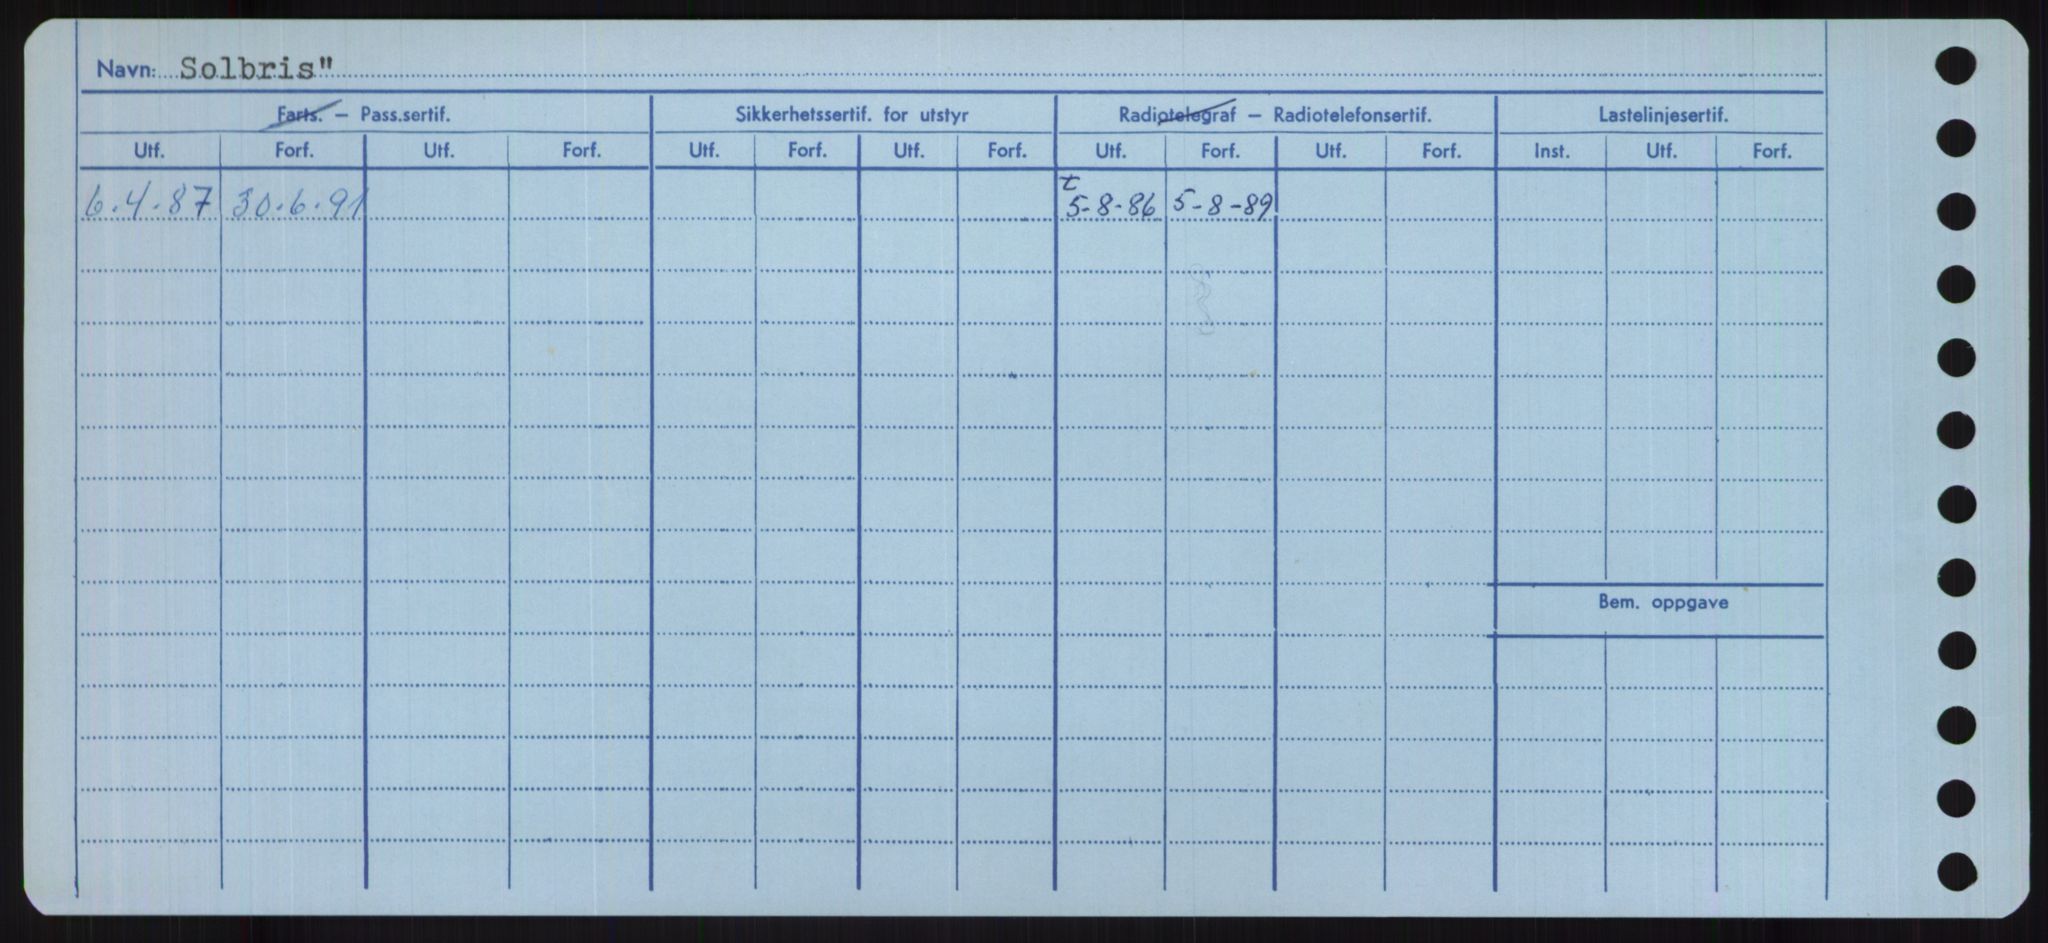 Navn: Solbris"
Farts. – Pass.sertif. Sikkerhetssertif. for utstyr Radiotelegraf – Radiotelefonsertif. Lastelinjesertif.
Utf. Forf. Utf. Forf. Utf. Forf. Utf. Forf. Utf. Forf. Utf. Forf. Inst. Utf. Forf.
t
6.4.87 30.6.91 5-8-86 5-8-89
Bem. oppgave